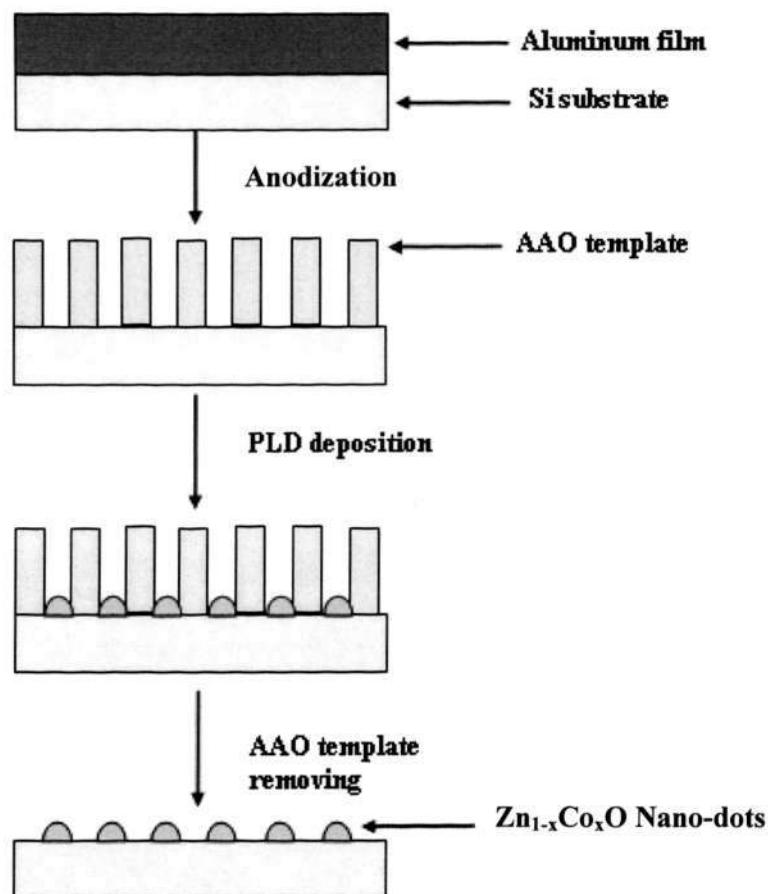 Aluminum film
Si substrate
Anodization
AAO template
PLD deposition
AAO template
removing
Zn₁₋ₓCoₓO Nano-dots